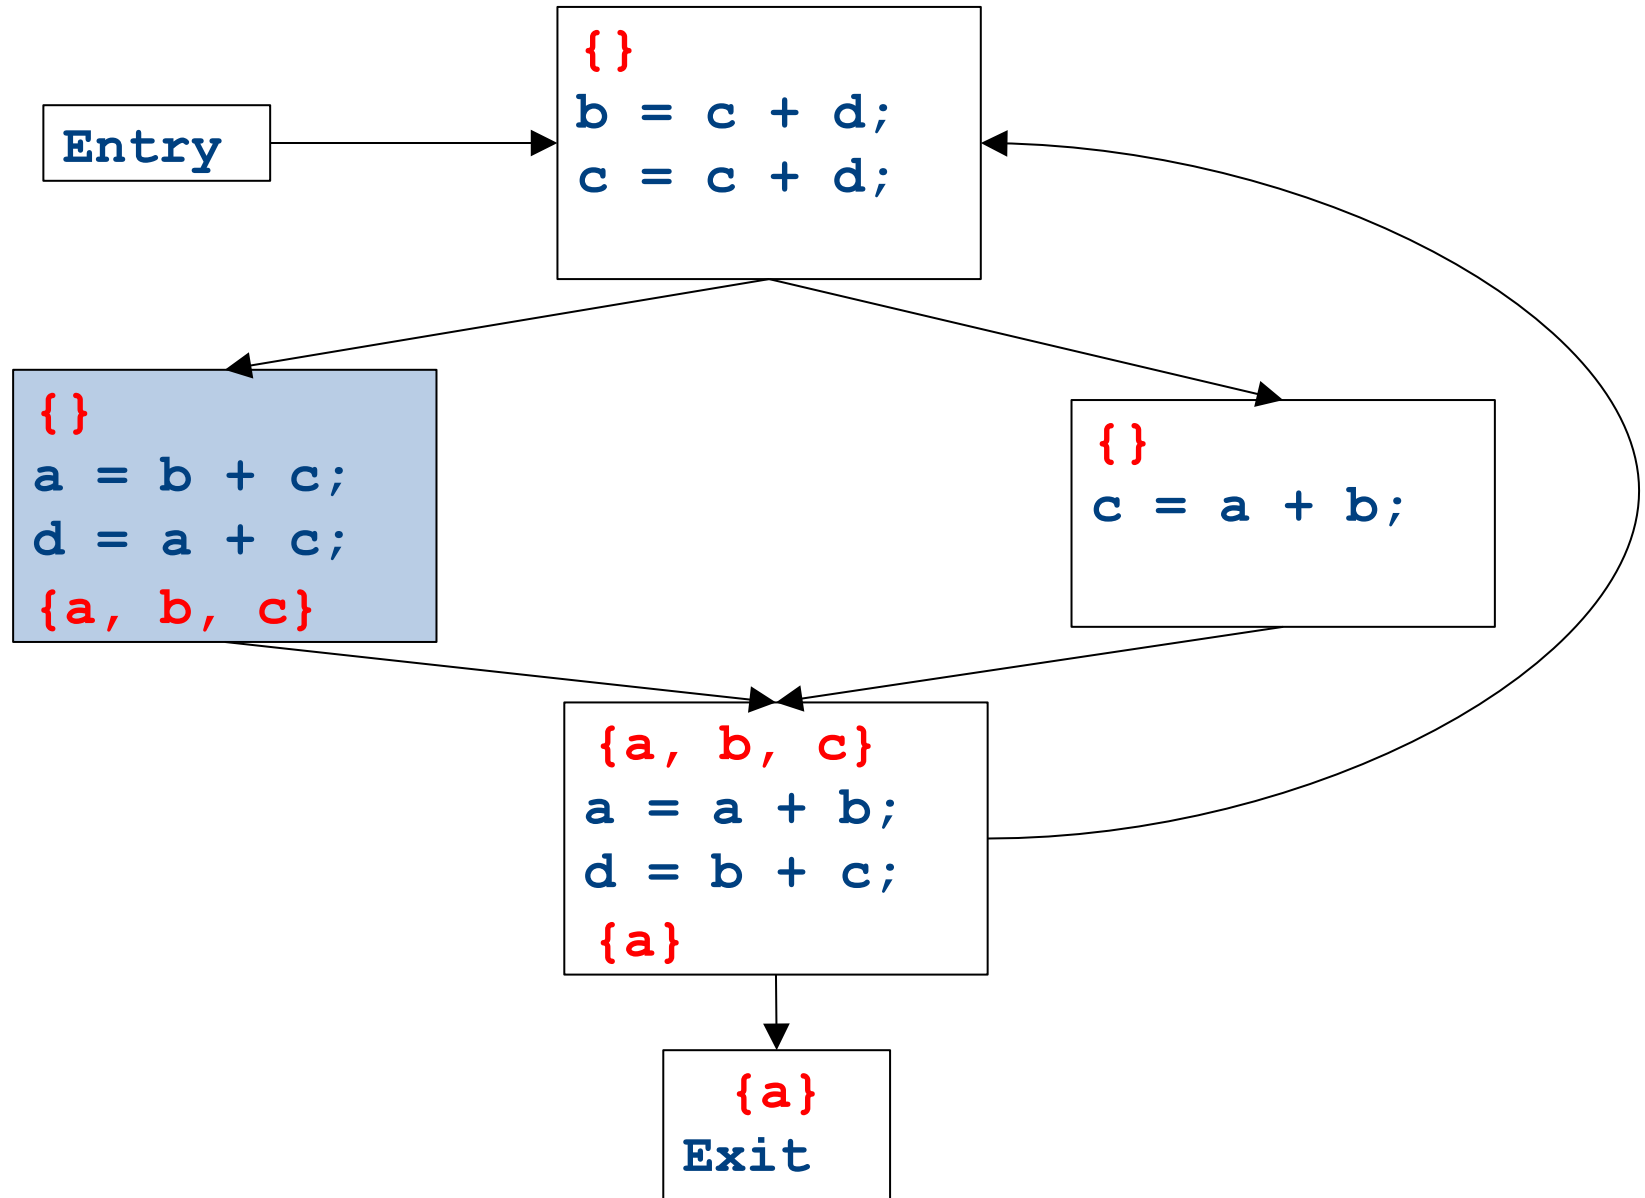 Entry
{}
b = c + d;
c = c + d;
{}
a = b + c;
d = a + c;
{a, b, c}
{}
c = a + b;
{a, b, c}
a = a + b;
d = b + c;
{a}
{a}
Exit